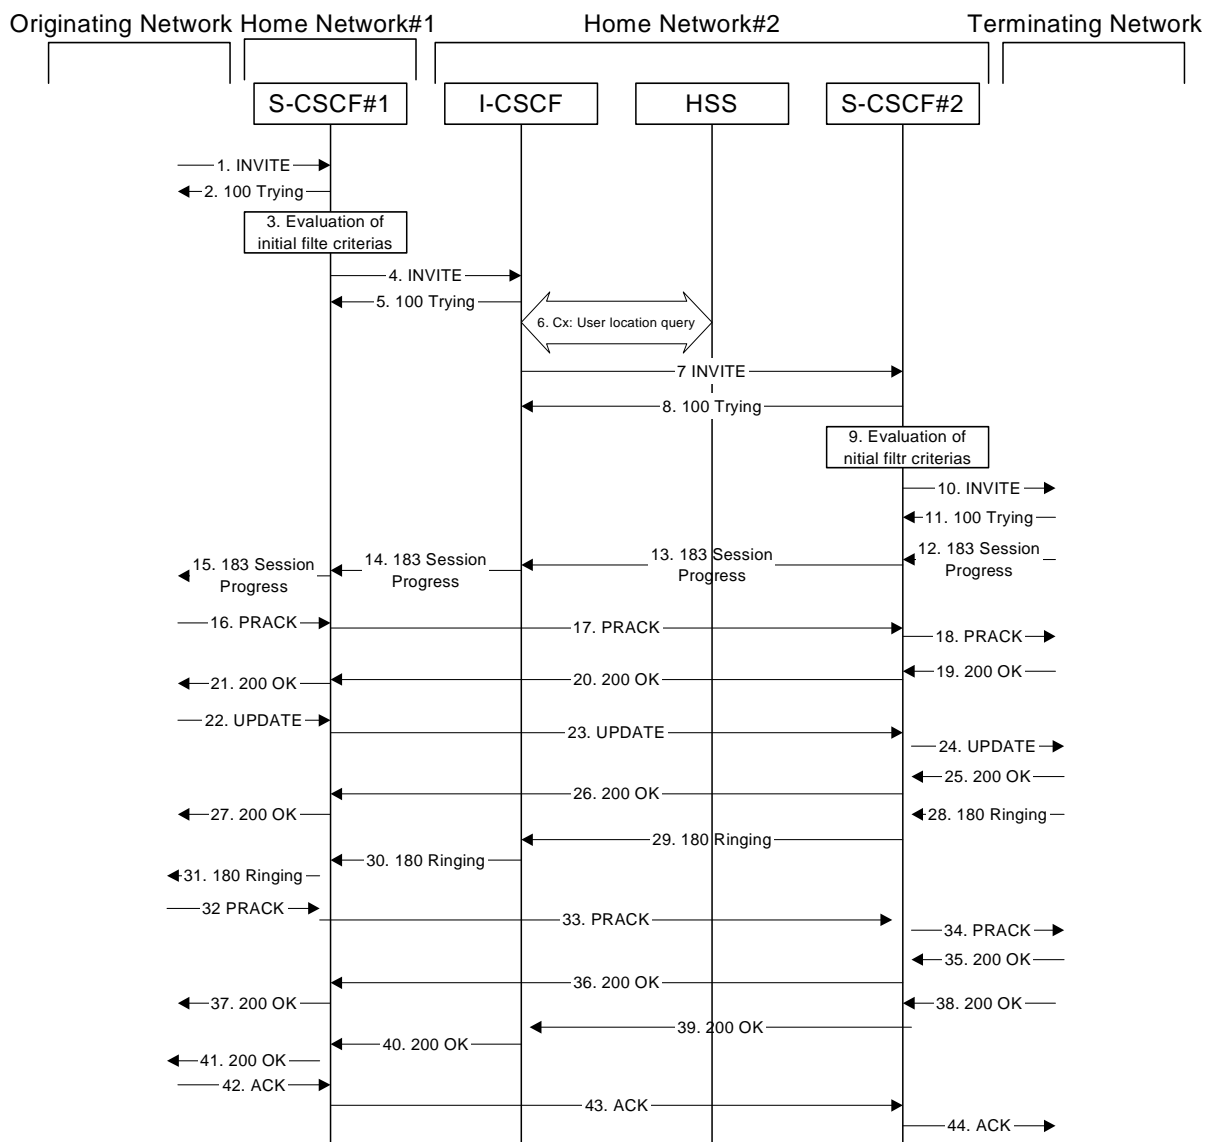 Originating Network Home Network#1 Home Network#2 Terminating Network
S-CSCF#1 I-CSCF HSS S-CSCF#2
1. INVITE
2. 100 Trying
3. Evaluation of
initial filte criterias
4. INVITE
5. 100 Trying
6. Cx: User location query
7 INVITE
8. 100 Trying
9. Evaluation of
nitial filtr criterias
10. INVITE
11. 100 Trying
12. 183 Session
Progress
13. 183 Session
Progress
14. 183 Session
Progress
15. 183 Session
Progress
16. PRACK
17. PRACK
18. PRACK
19. 200 OK
20. 200 OK
21. 200 OK
22. UPDATE
23. UPDATE
24. UPDATE
25. 200 OK
26. 200 OK
27. 200 OK
28. 180 Ringing
29. 180 Ringing
30. 180 Ringing
31. 180 Ringing
32 PRACK
33. PRACK
34. PRACK
35. 200 OK
36. 200 OK
37. 200 OK
38. 200 OK
39. 200 OK
40. 200 OK
41. 200 OK
42. ACK
43. ACK
44. ACK